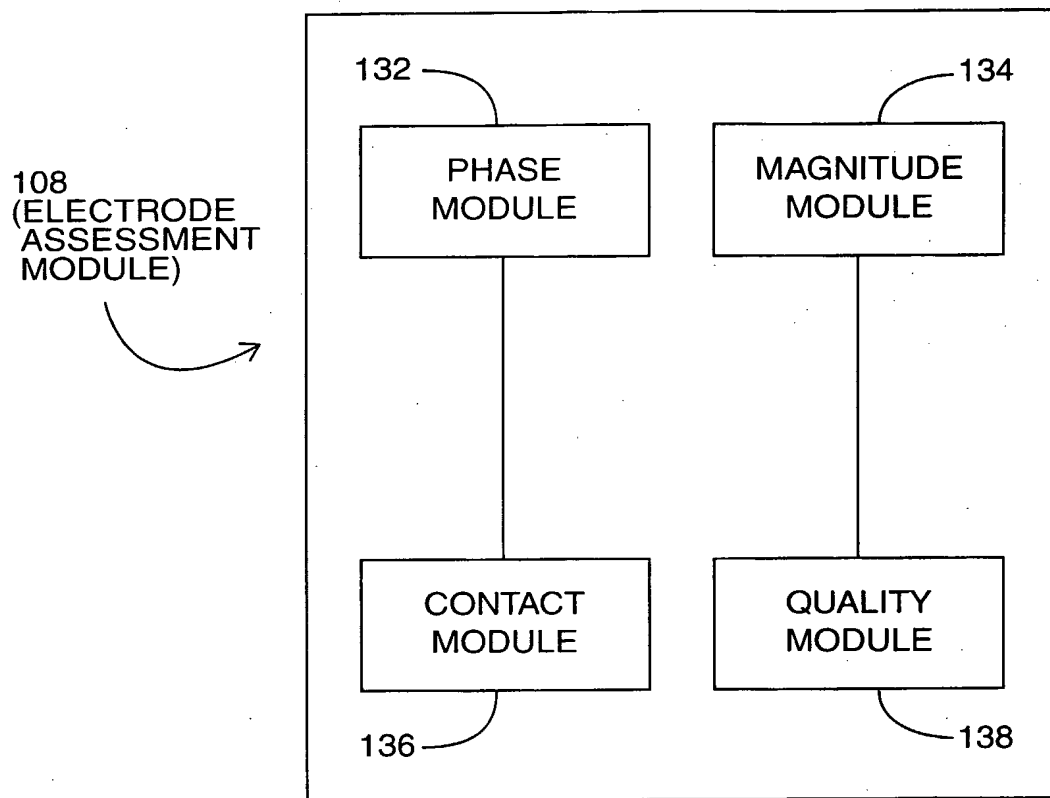 132
134
PHASE
MODULE
MAGNITUDE
MODULE
108
(ELECTRODE
ASSESSMENT
MODULE)
CONTACT
MODULE
QUALITY
MODULE
136
138